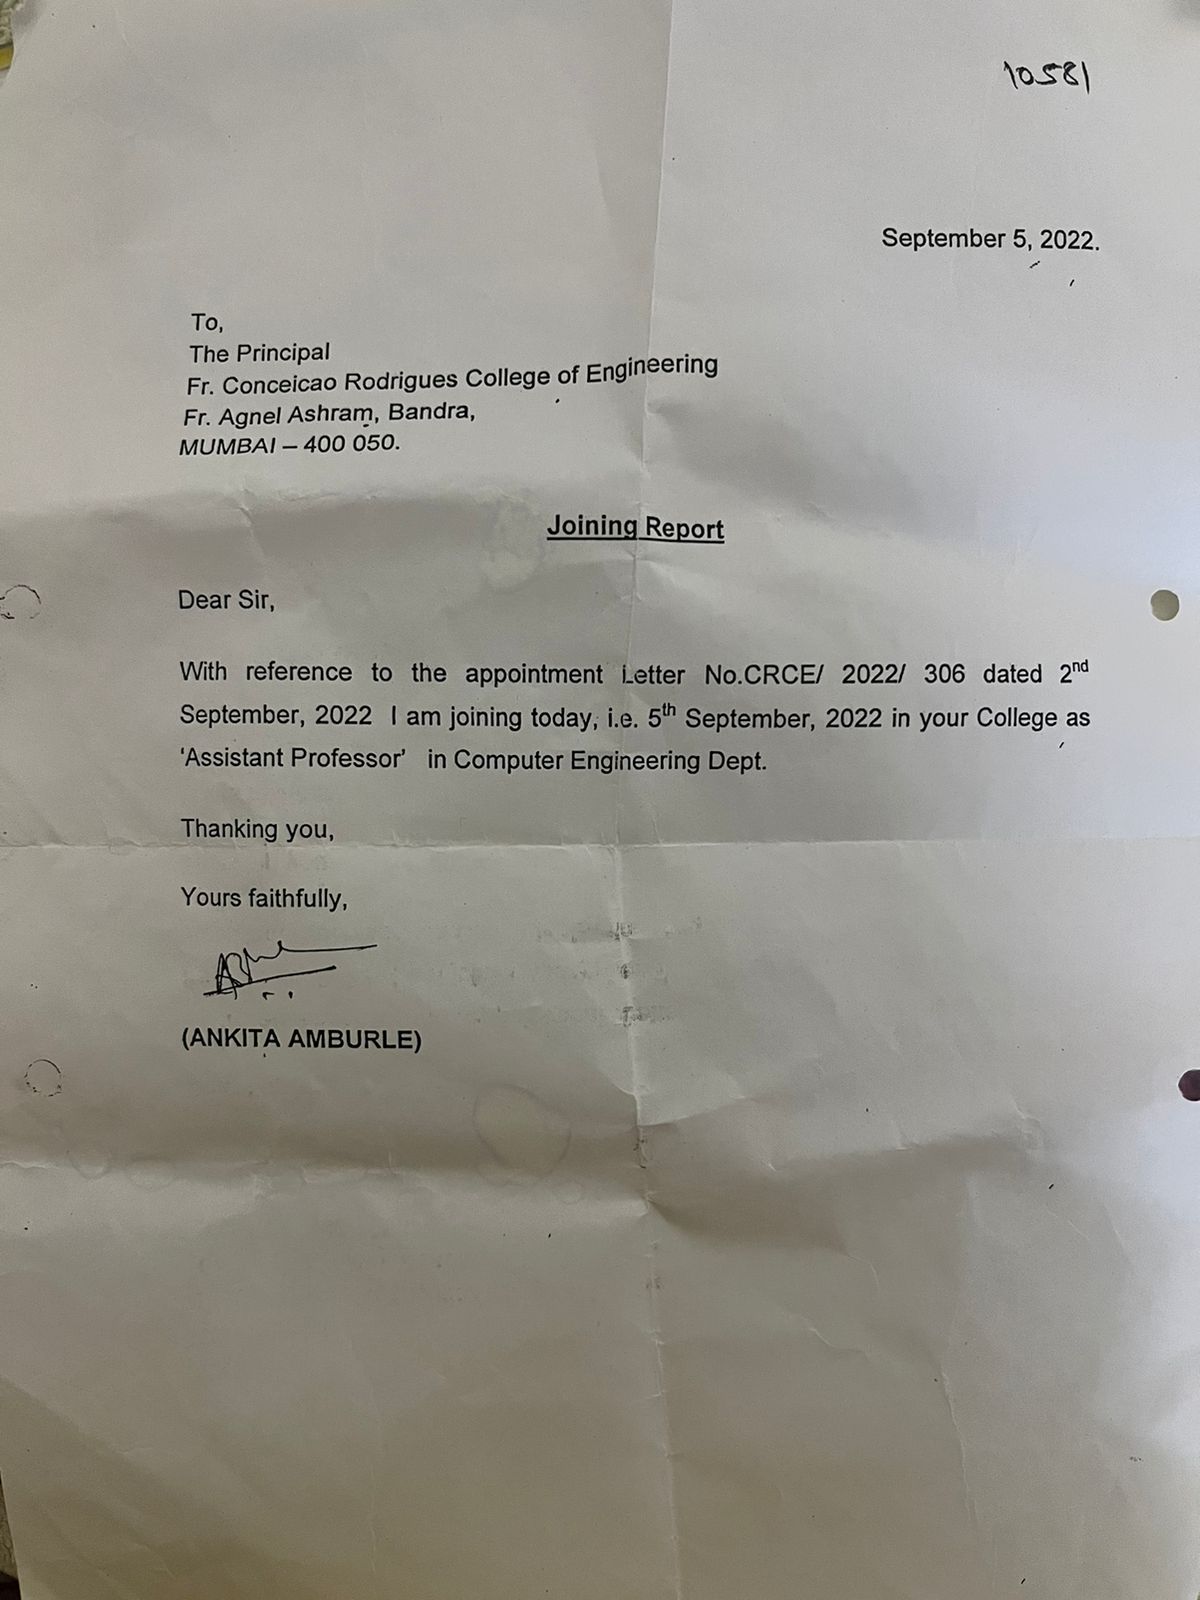 10581
September 5, 2022.
To,
The Principal
Fr. Conceicao Rodrigues College of Engineering
Fr. Agnel Ashram, Bandra,
MUMBAI – 400 050.
Joining Report
Dear Sir,
With reference to the appointment Letter No.CRCE/ 2022/ 306 dated 2nd
September, 2022 I am joining today, i.e. 5th September, 2022 in your College as
‘Assistant Professor’ in Computer Engineering Dept.
Thanking you,
Yours faithfully,
(ANKITA AMBURLE)